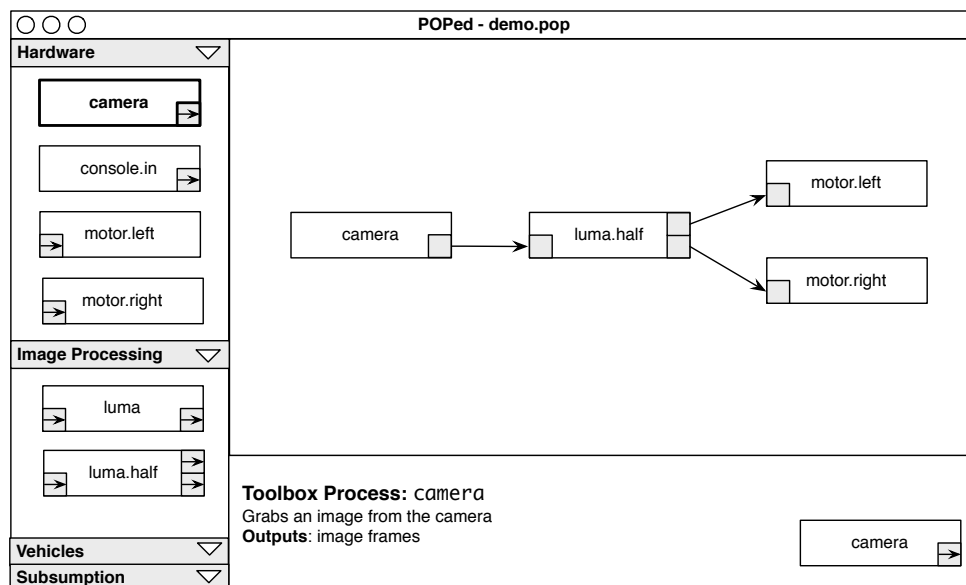 POPed - demo.pop
Hardware
camera
console.in
motor.left
motor.right
Image Processing
luma
luma.half
Vehicles
Subsumption
camera
luma.half
motor.left
motor.right
Toolbox Process: camera
Grabs an image from the camera
Outputs: image frames
camera